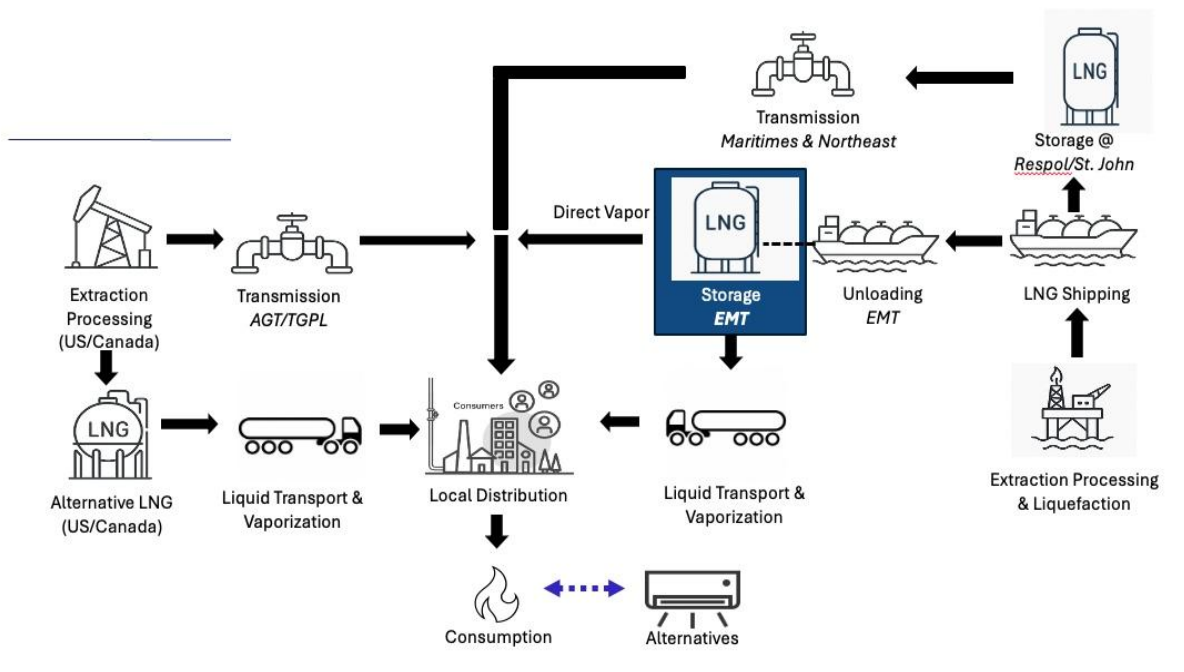 LNG
Transmission
Maritimes & Northeast
Storage @
Respol/St. John
Direct Vapor
LNG
Storage
EMT
Unloading
EMT
LNG Shipping
Extraction
Processing
(US/Canada)
Transmission
AGT/TGPL
LNG
Alternative LNG
(US/Canada)
Liquid Transport &
Vaporization
Consumers
Local Distribution
Liquid Transport &
Vaporization
Extraction Processing
& Liquefaction
Consumption
Alternatives